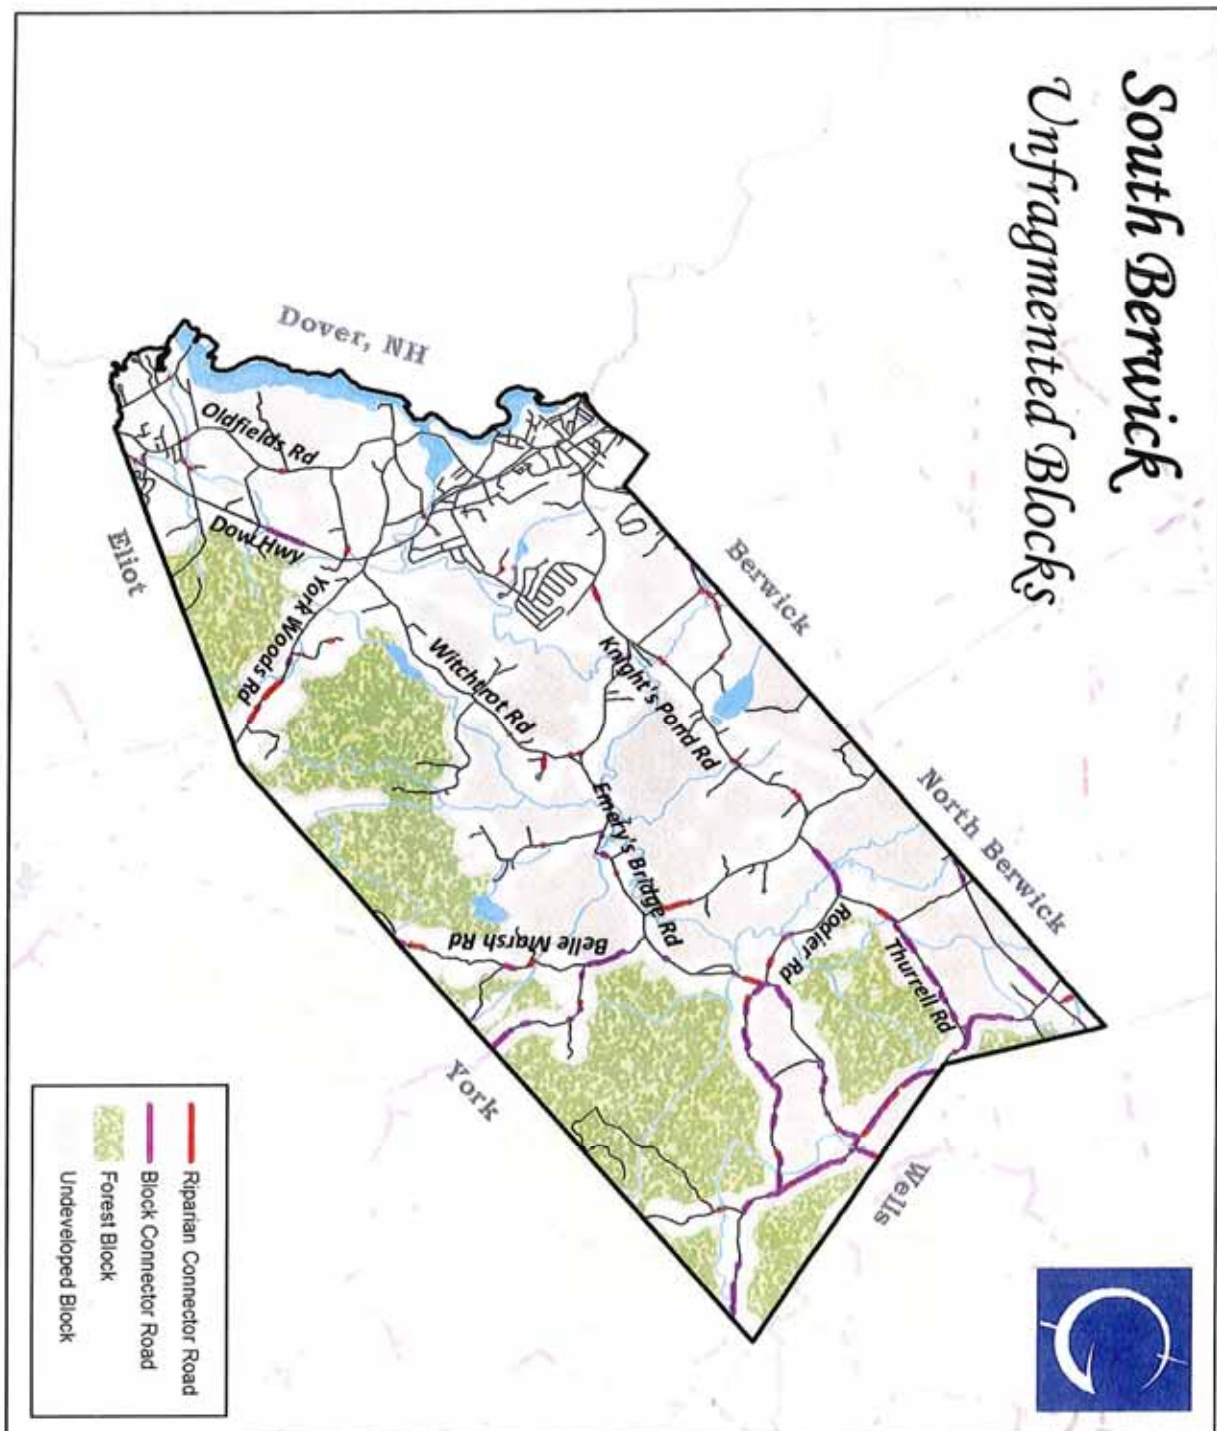 South Berwick
Unfragmented Blocks
Dover, NH
Berwick
North Berwick
Wells
York
Eliot
Oldfields Rd
Dow Hwy
York Woods Rd
Witchtrot Rd
Knight's Pond Rd
Emery's Bridge Rd
Belle Marsh Rd
Rodier Rd
Thurrell Rd
Riparian Connector Road
Block Connector Road
Forest Block
Undeveloped Block